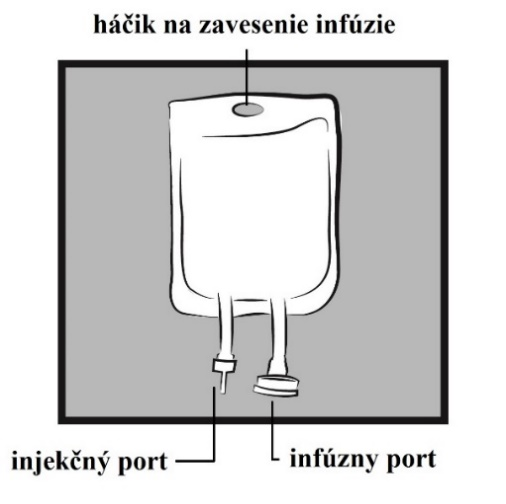 háčik na zavesenie infúzie
injekčný port
infúzny port